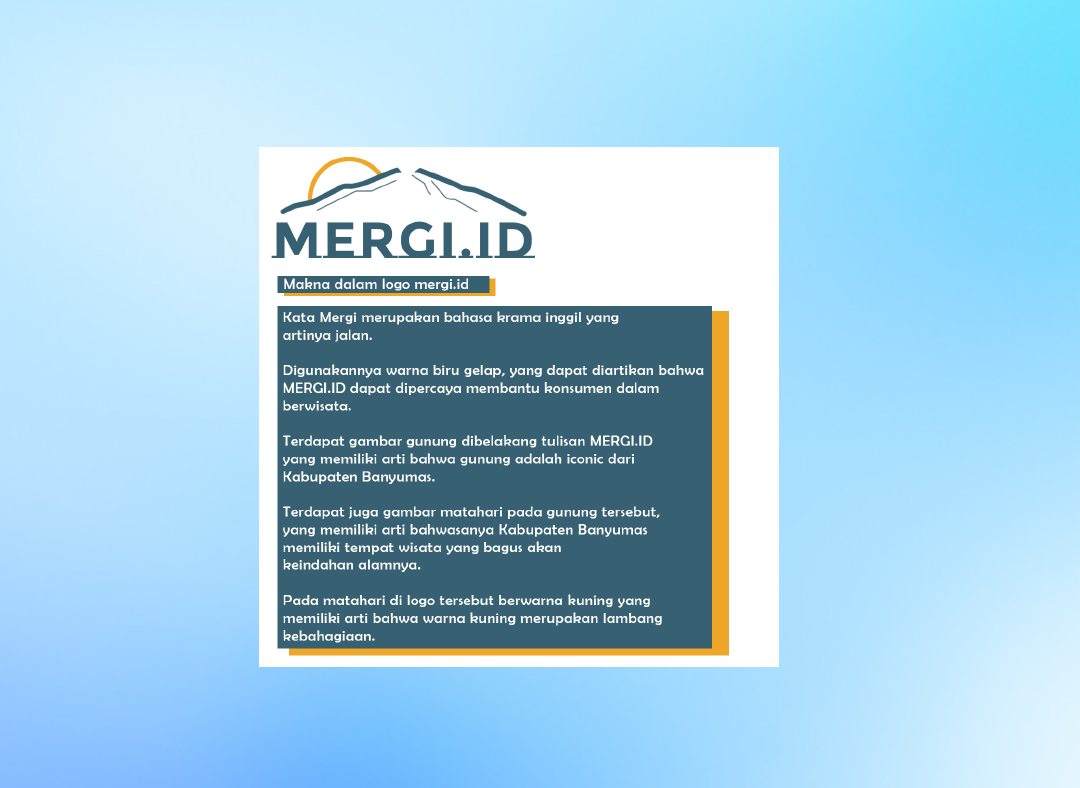 MERGI.ID
Makna dalam logo mergi.id
Kata Mergi merupakan bahasa krama inggil yang
artinya jalan.
Digunakannya warna biru gelap, yang dapat diartikan bahwa
MERGI.ID dapat dipercaya membantu konsumen dalam
berwisata.
Terdapat gambar gunung dibelakang tulisan MERGI.ID
yang memiliki arti bahwa gunung adalah iconic dari
Kabupaten Banyumas.
Terdapat juga gambar matahari pada gunung tersebut,
yang memiliki arti bahwasanya Kabupaten Banyumas
memiliki tempat wisata yang bagus akan
keindahan alamnya.
Pada matahari di logo tersebut berwarna kuning yang
memiliki arti bahwa warna kuning merupakan lambang
kebahagiaan.